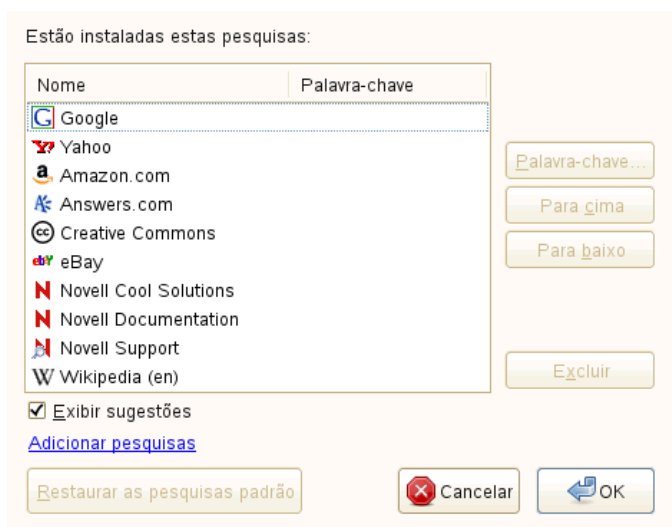 Estão instaladas estas pesquisas:
Nome Palavra-chave
Google
Yahoo
Palavra-chave...
Amazon.com
Answers.com
Para cima
Creative Commons
Para baixo
eBay
Novell Cool Solutions
Novell Documentation
Novell Support
Wikipedia (en)
Excluir
Exibir sugestões
Adicionar pesquisas
Restaurar as pesquisas padrão Cancelar OK